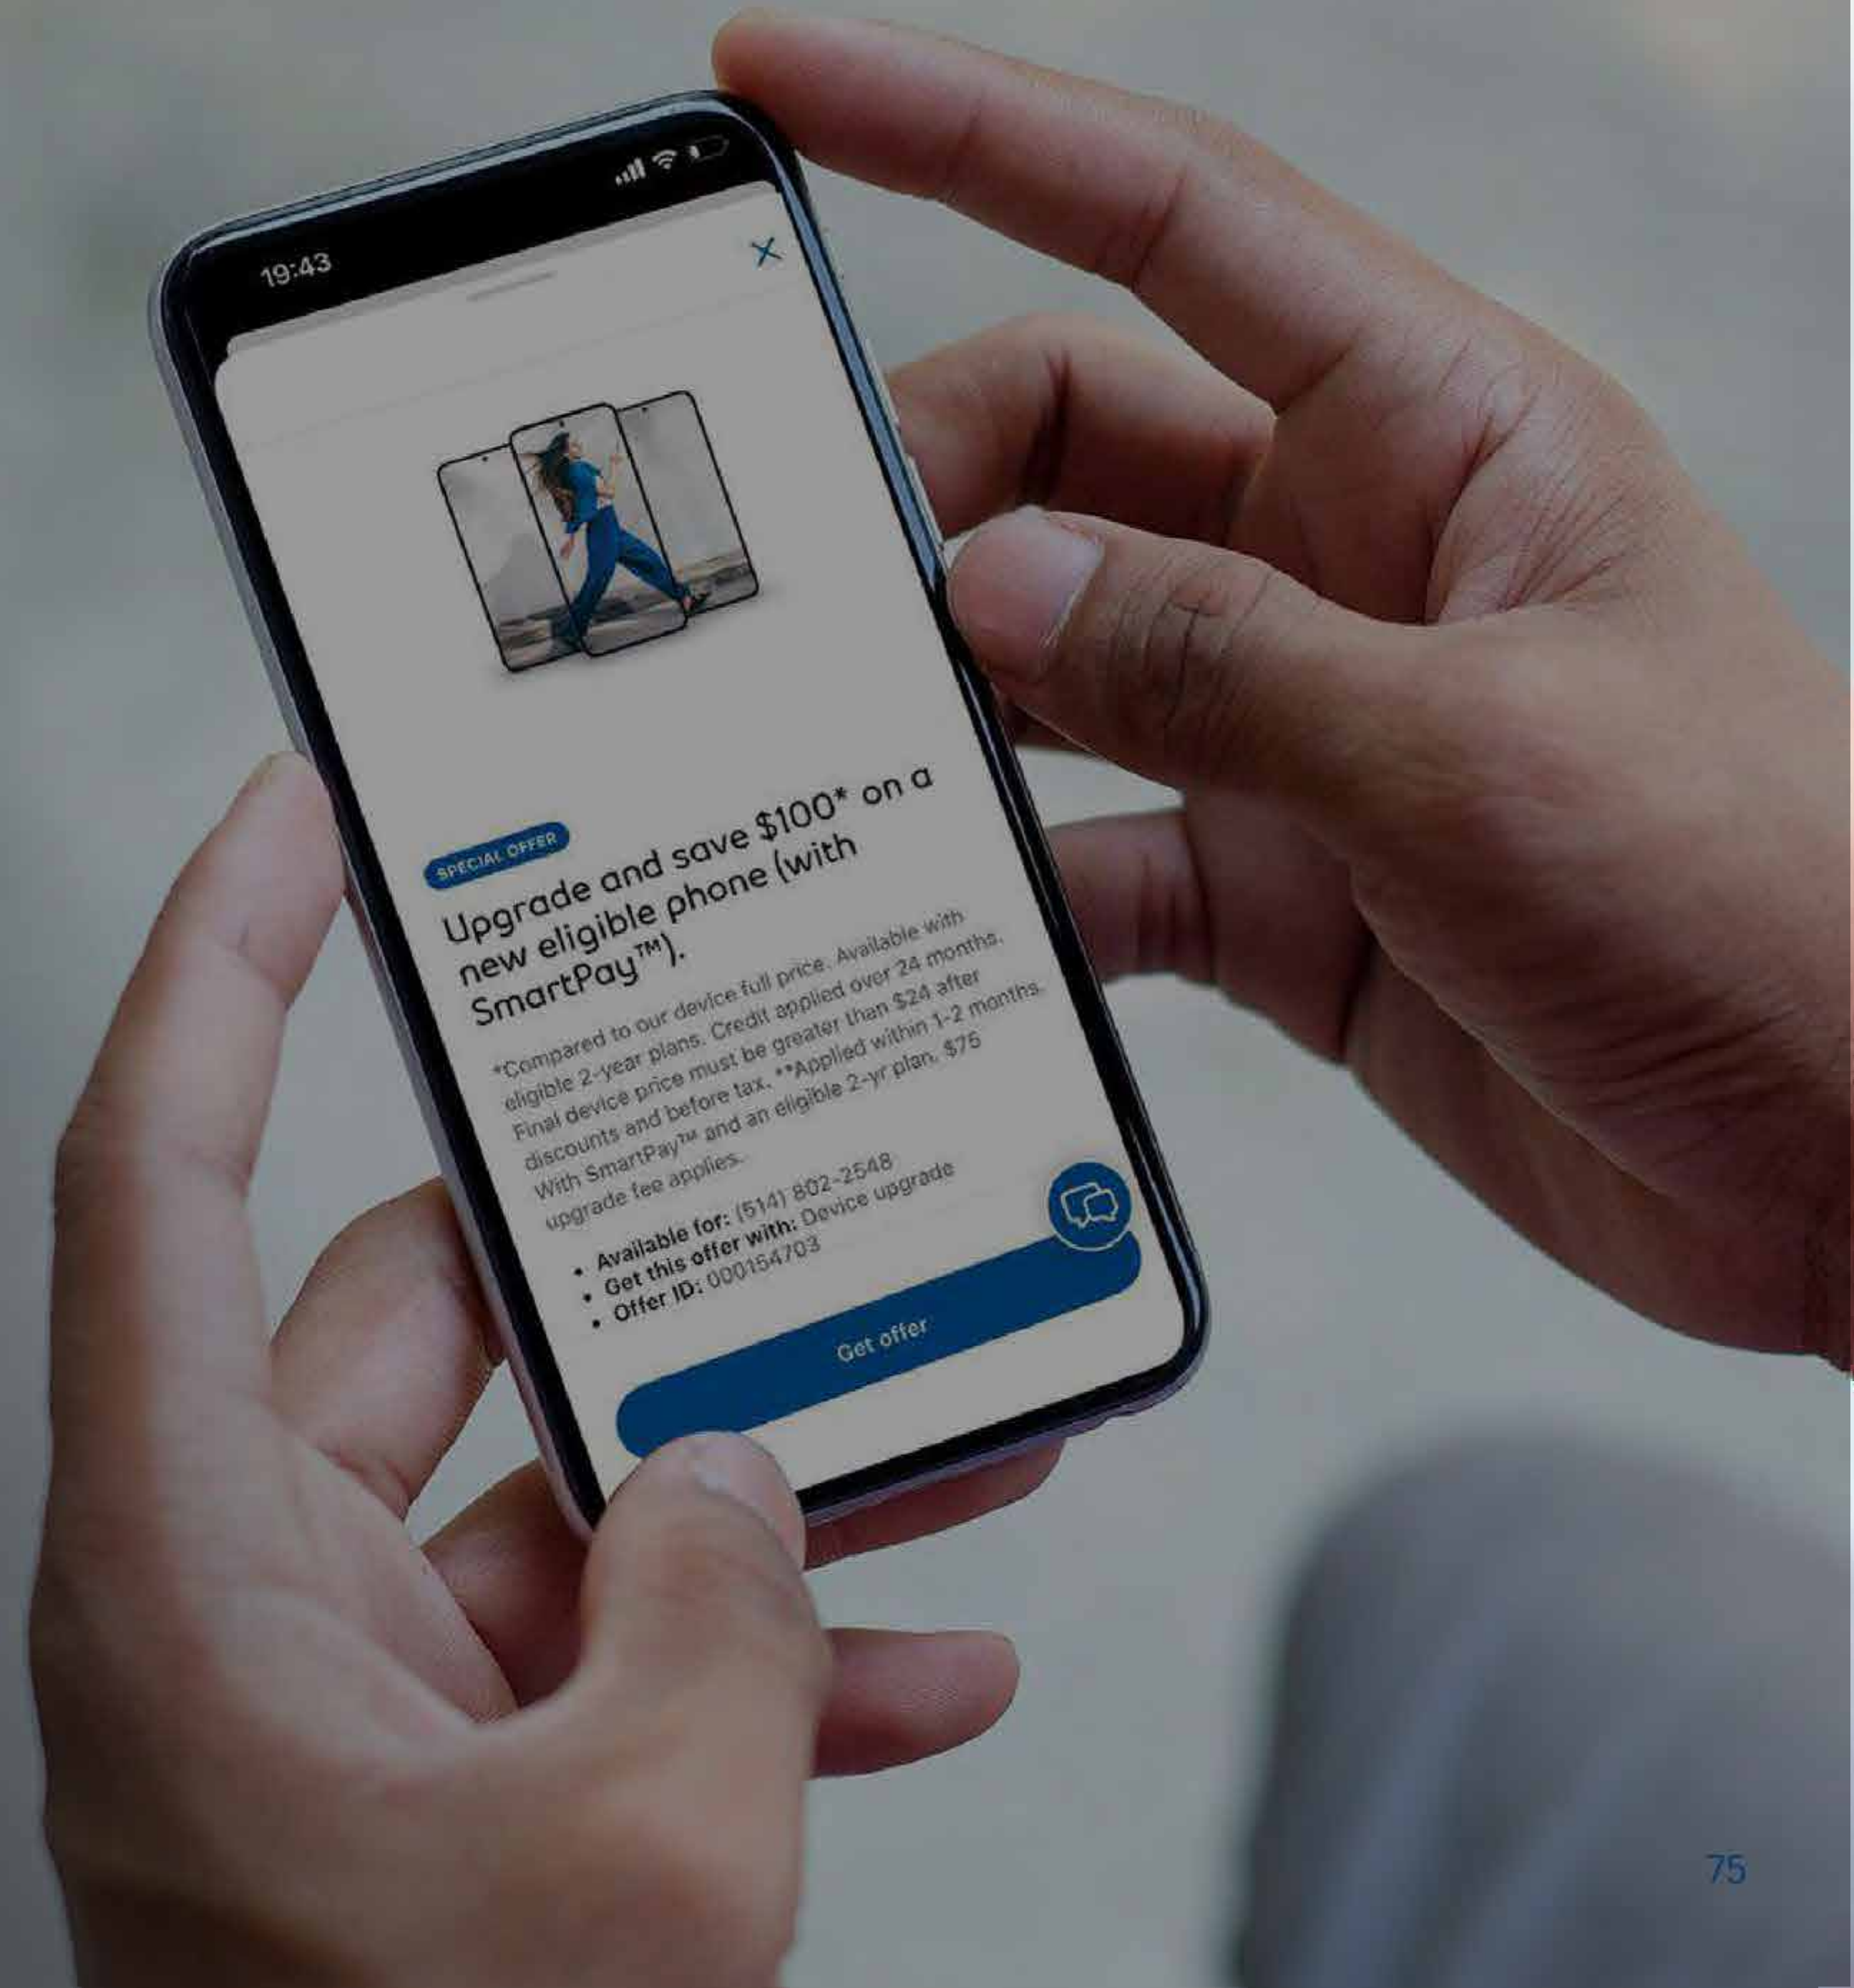 19:43
SPECIAL OFFER
Upgrade and save $100* on a
new eligible phone (with
SmartPay™).
*Compared to our device full price. Available with
eligible 2-year plans. Credit applied over 24 months.
Final device price must be greater than $24 after
discounts and before tax. **Applied within 1-2 months.
With SmartPay™ and an eligible 2-yr plan. $75
upgrade fee applies.
• Available for: (514) 802-2548
• Get this offer with: Device upgrade
• Offer ID: 000154703
Get offer
75